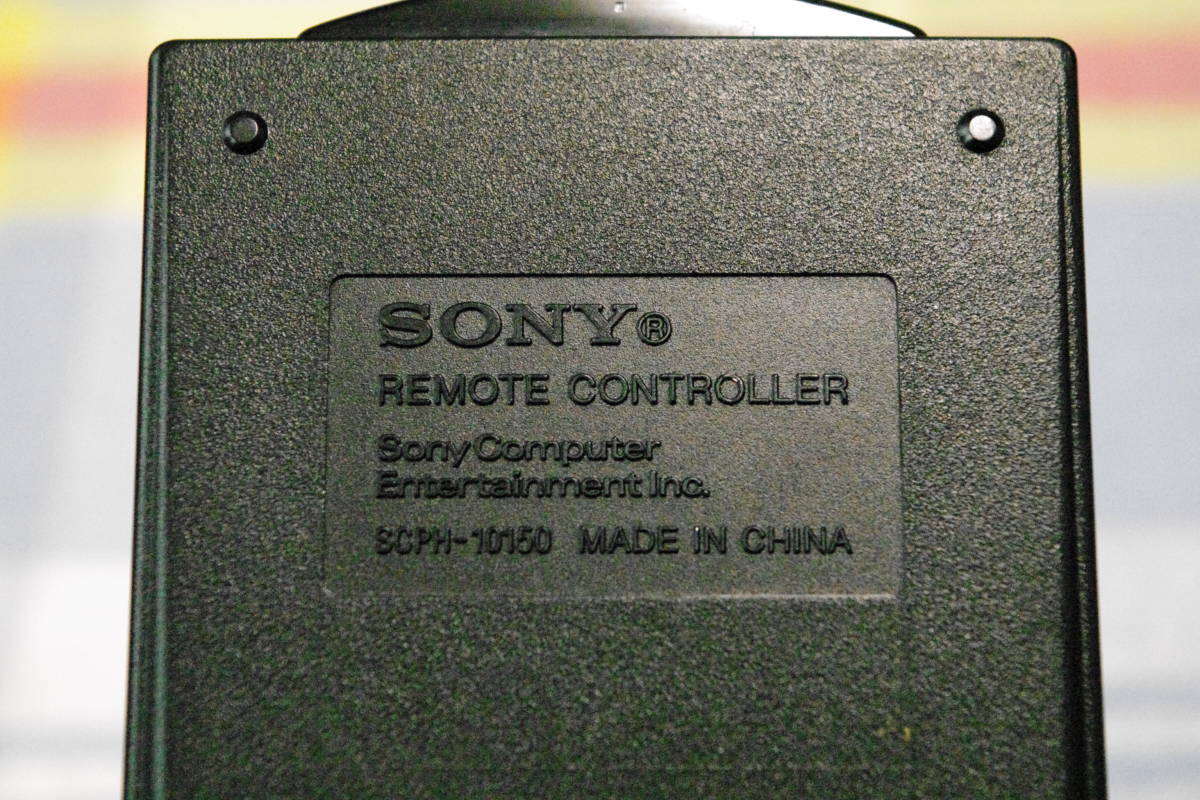 SONY®
REMOTE CONTROLLER
Sony Computer
Entertainment Inc.
SCPH-10150 MADE IN CHINA